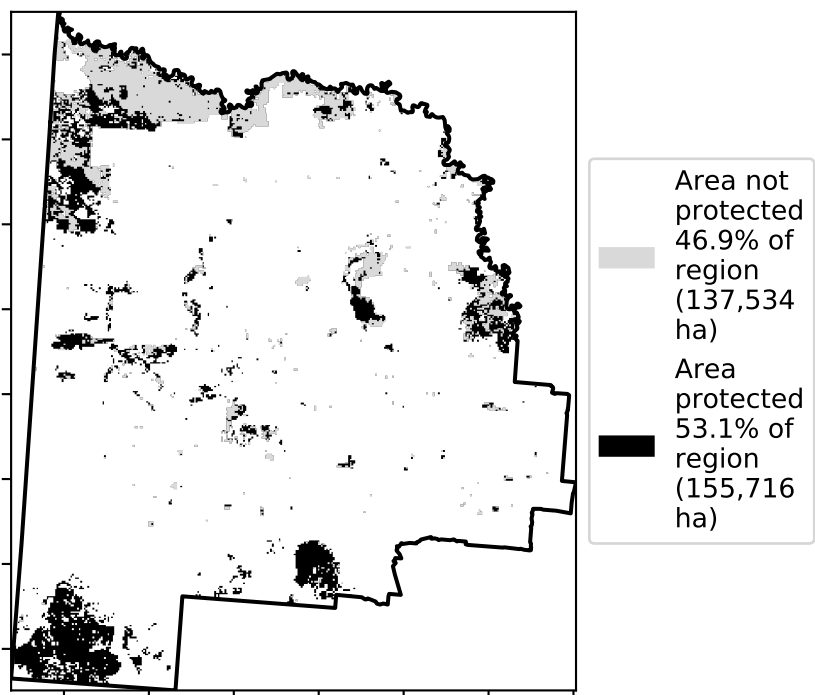 Area not
protected
46.9% of
region
(137,534
ha)
Area
protected
53.1% of
region
(155,716
ha)